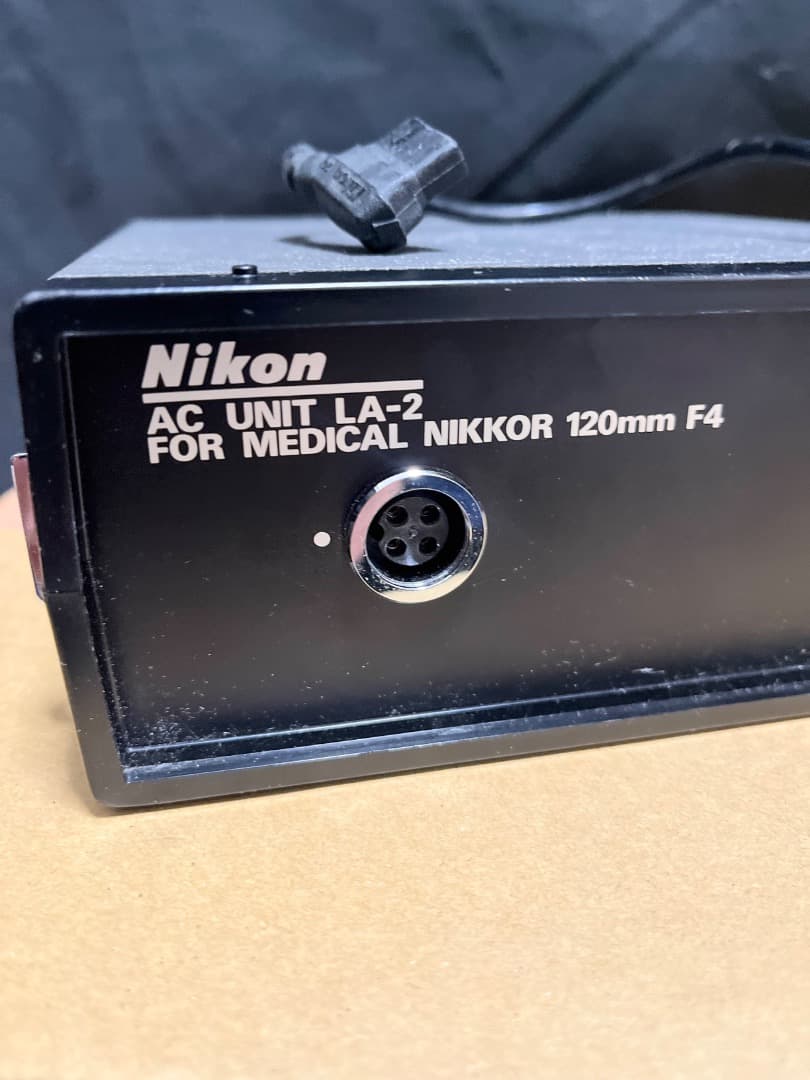 Nikon
AC UNIT LA-2
FOR MEDICAL NIKKOR 120mm F4